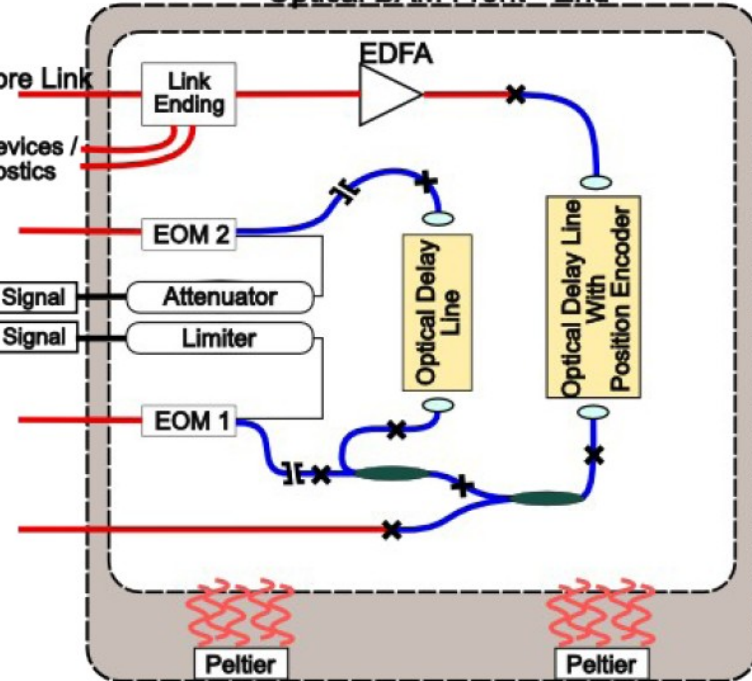 EDFA
Link
Link
Ending
EOM 2
Signal
Attenuator
Signal
Limiter
EOM 1
Optical Delay
Line
Optical Delay Line
With
Position Encoder
Peltier
Peltier